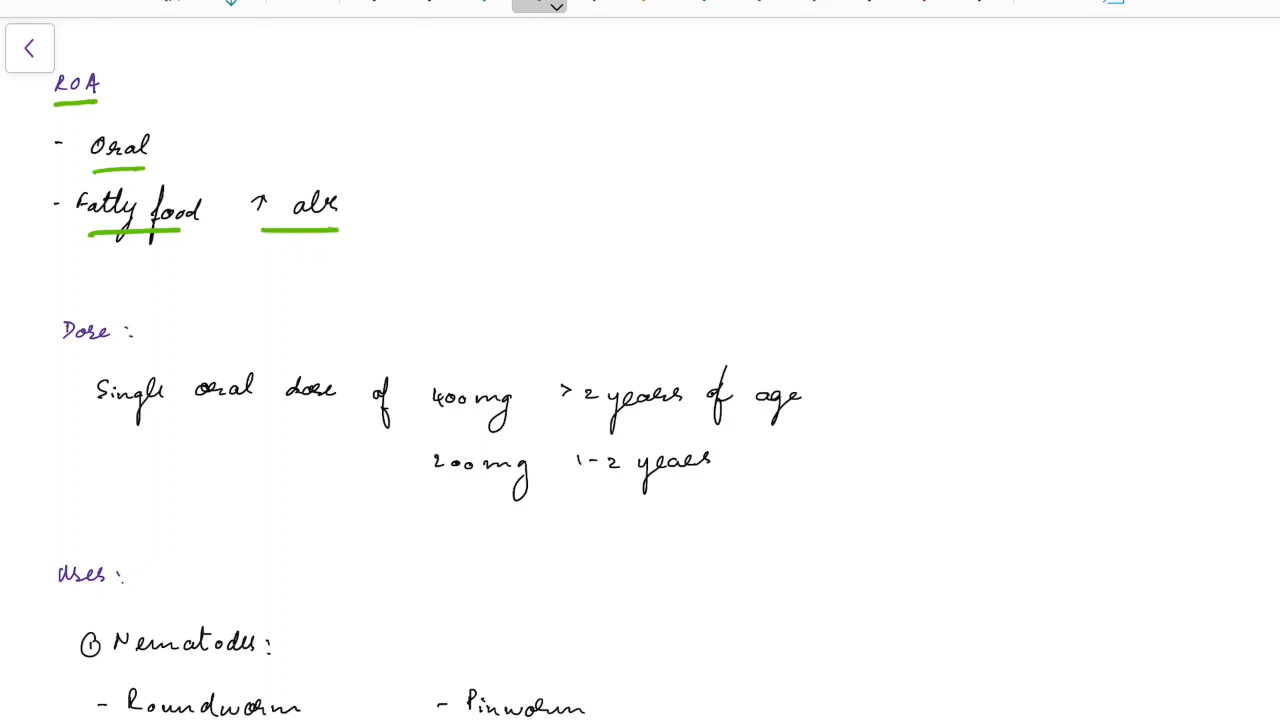 ROA
- Oral
- Fatty food ↑ abs
Dose :
Single oral dose of 400mg > 2 years of age
200mg 1-2 years
Uses :
① Nematodes :
- Roundworm - Pinworm